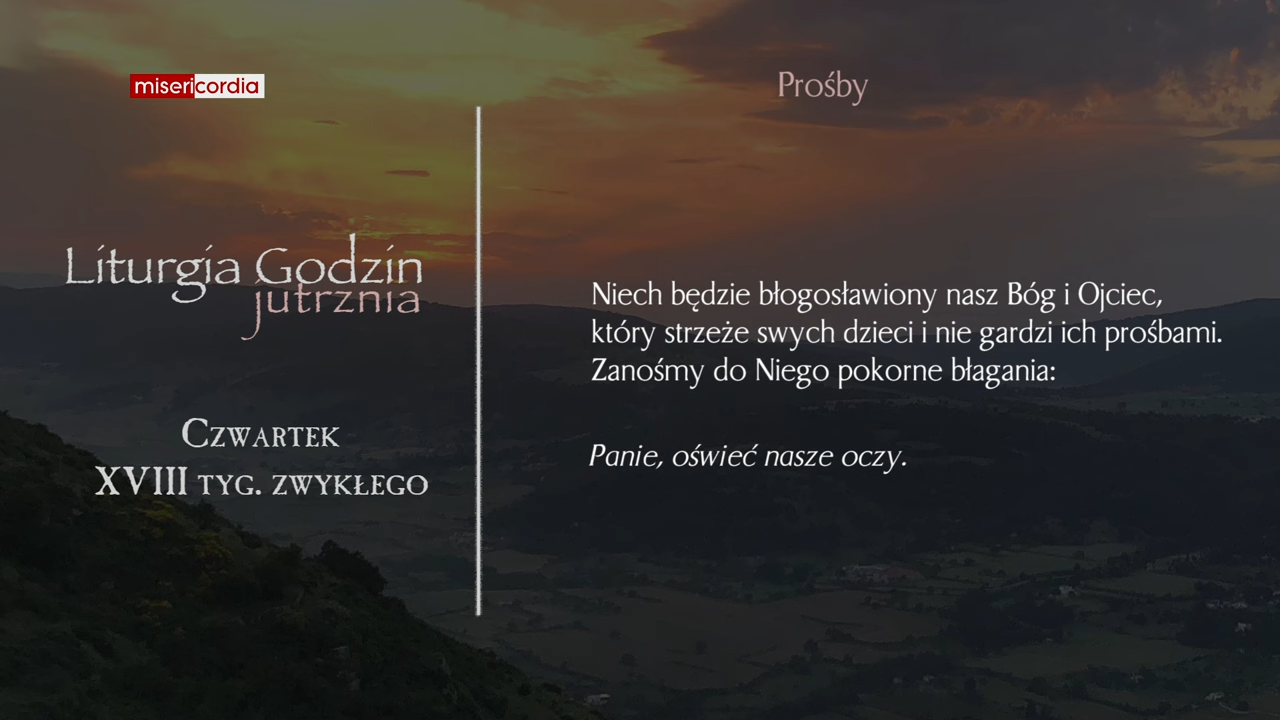 misericordia
Liturgia Godzin
jutrznia
Czwartek
XVIII tyg. zwykłego
Prośby
Niech będzie błogosławiony nasz Bóg i Ojciec,
który strzeże swych dzieci i nie gardzi ich prośbami.
Zanośmy do Niego pokorne błagania:
Panie, oświeć nasze oczy.